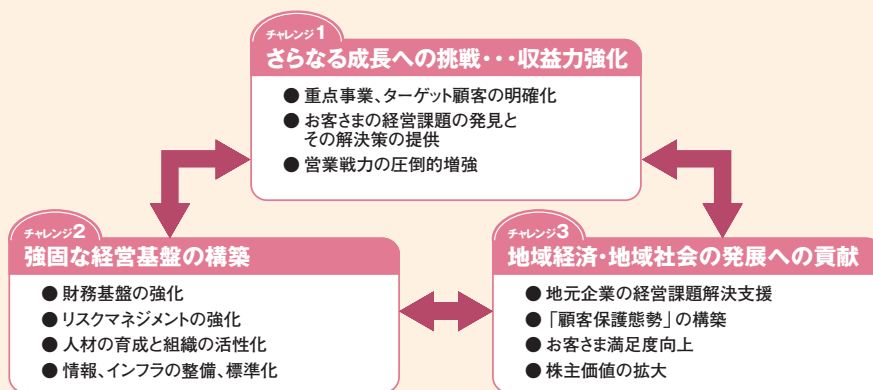 チャレンジ1
さらなる成長への挑戦・・・収益力強化
● 重点事業、ターゲット顧客の明確化
● お客さまの経営課題の発見と
その解決策の提供
● 営業戦力の圧倒的増強
チャレンジ2
強固な経営基盤の構築
● 財務基盤の強化
● リスクマネジメントの強化
● 人材の育成と組織の活性化
● 情報、インフラの整備、標準化
チャレンジ3
地域経済・地域社会の発展への貢献
● 地元企業の経営課題解決支援
● 「顧客保護態勢」の構築
● お客さま満足度向上
● 株主価値の拡大